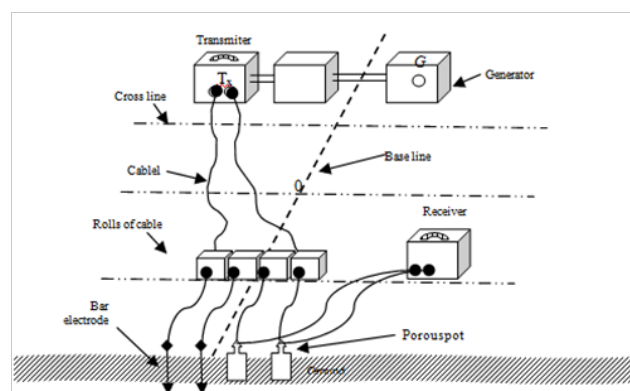 Transmiter
G
Tx
Generator
Cross line
Base line
Cablel
0
Receiver
Rolls of cable
Bar
electrode
Porouspot
Ground